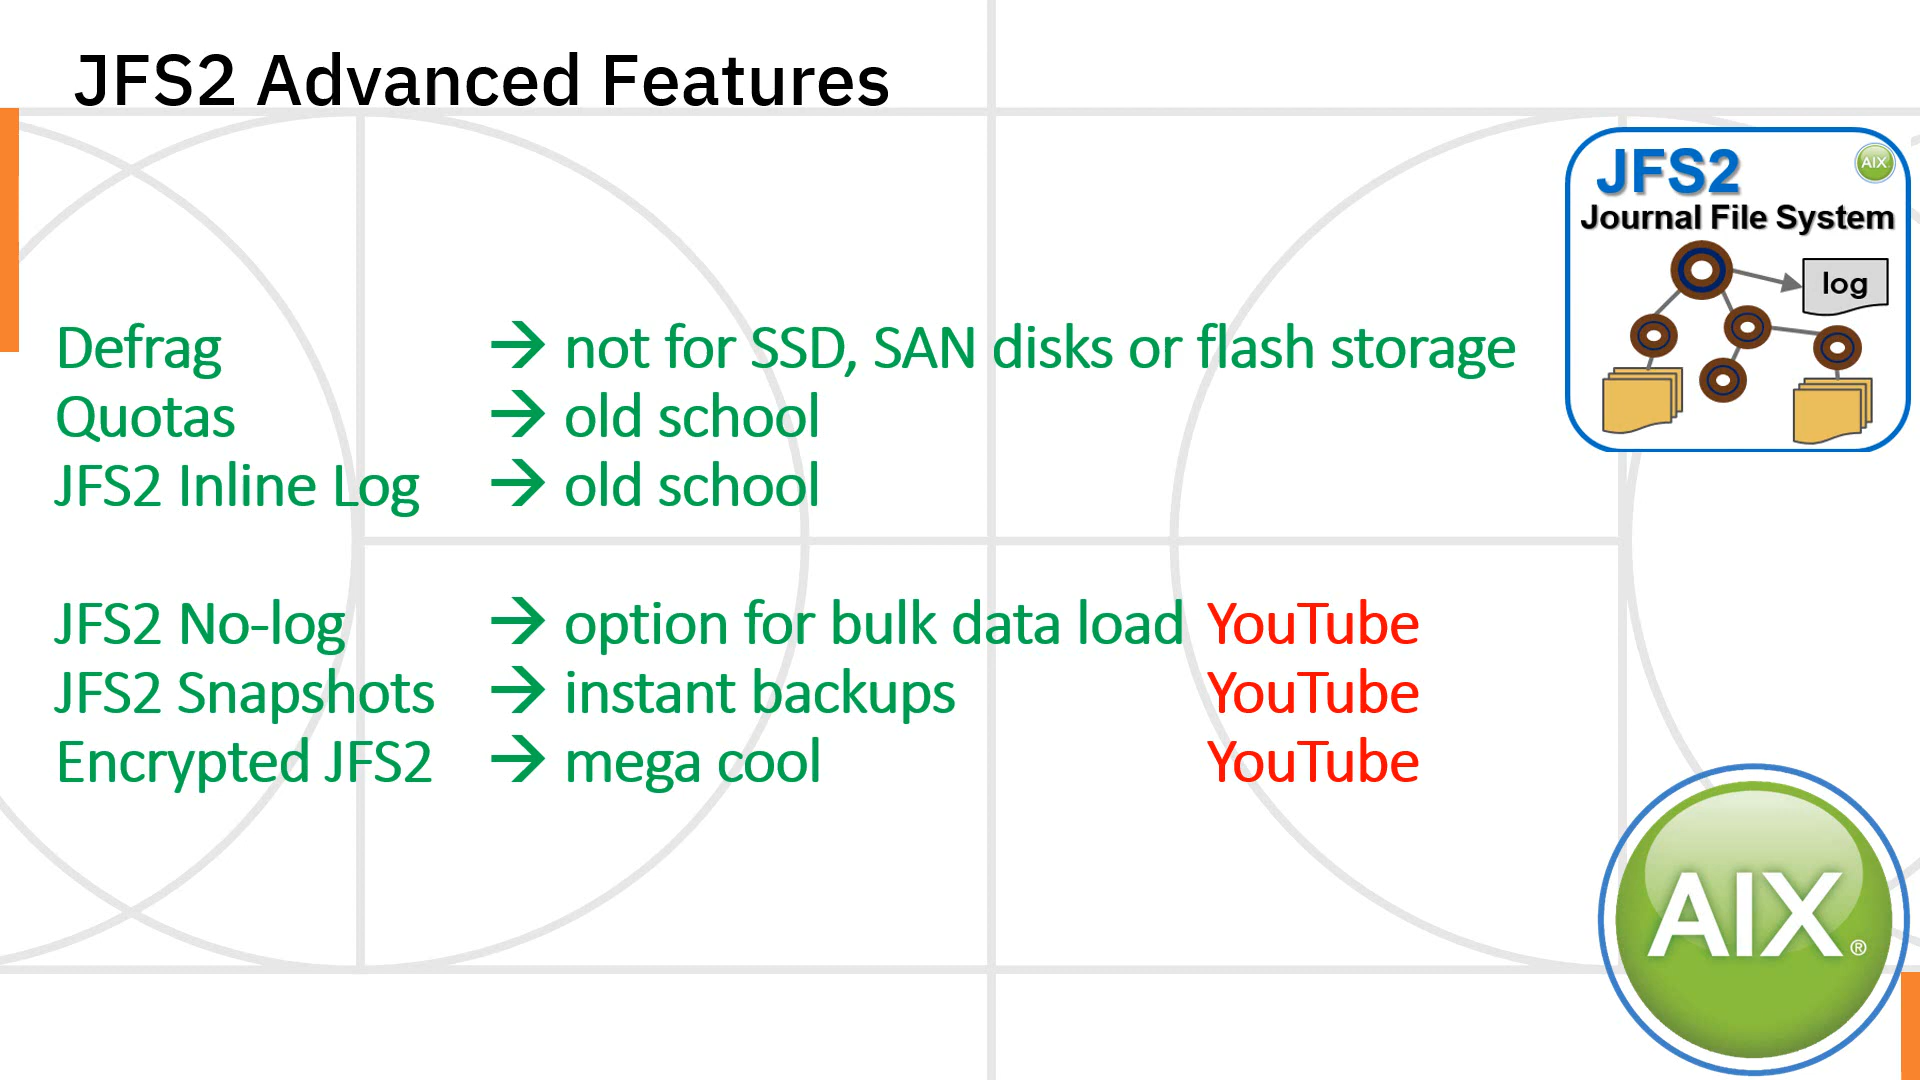 JFS2 Advanced Features
JFS2
AIX
Journal File System
log
Defrag → not for SSD, SAN disks or flash storage
Quotas → old school
JFS2 Inline Log → old school
JFS2 No-log → option for bulk data load YouTube
JFS2 Snapshots → instant backups YouTube
Encrypted JFS2 → mega cool YouTube
AIX®